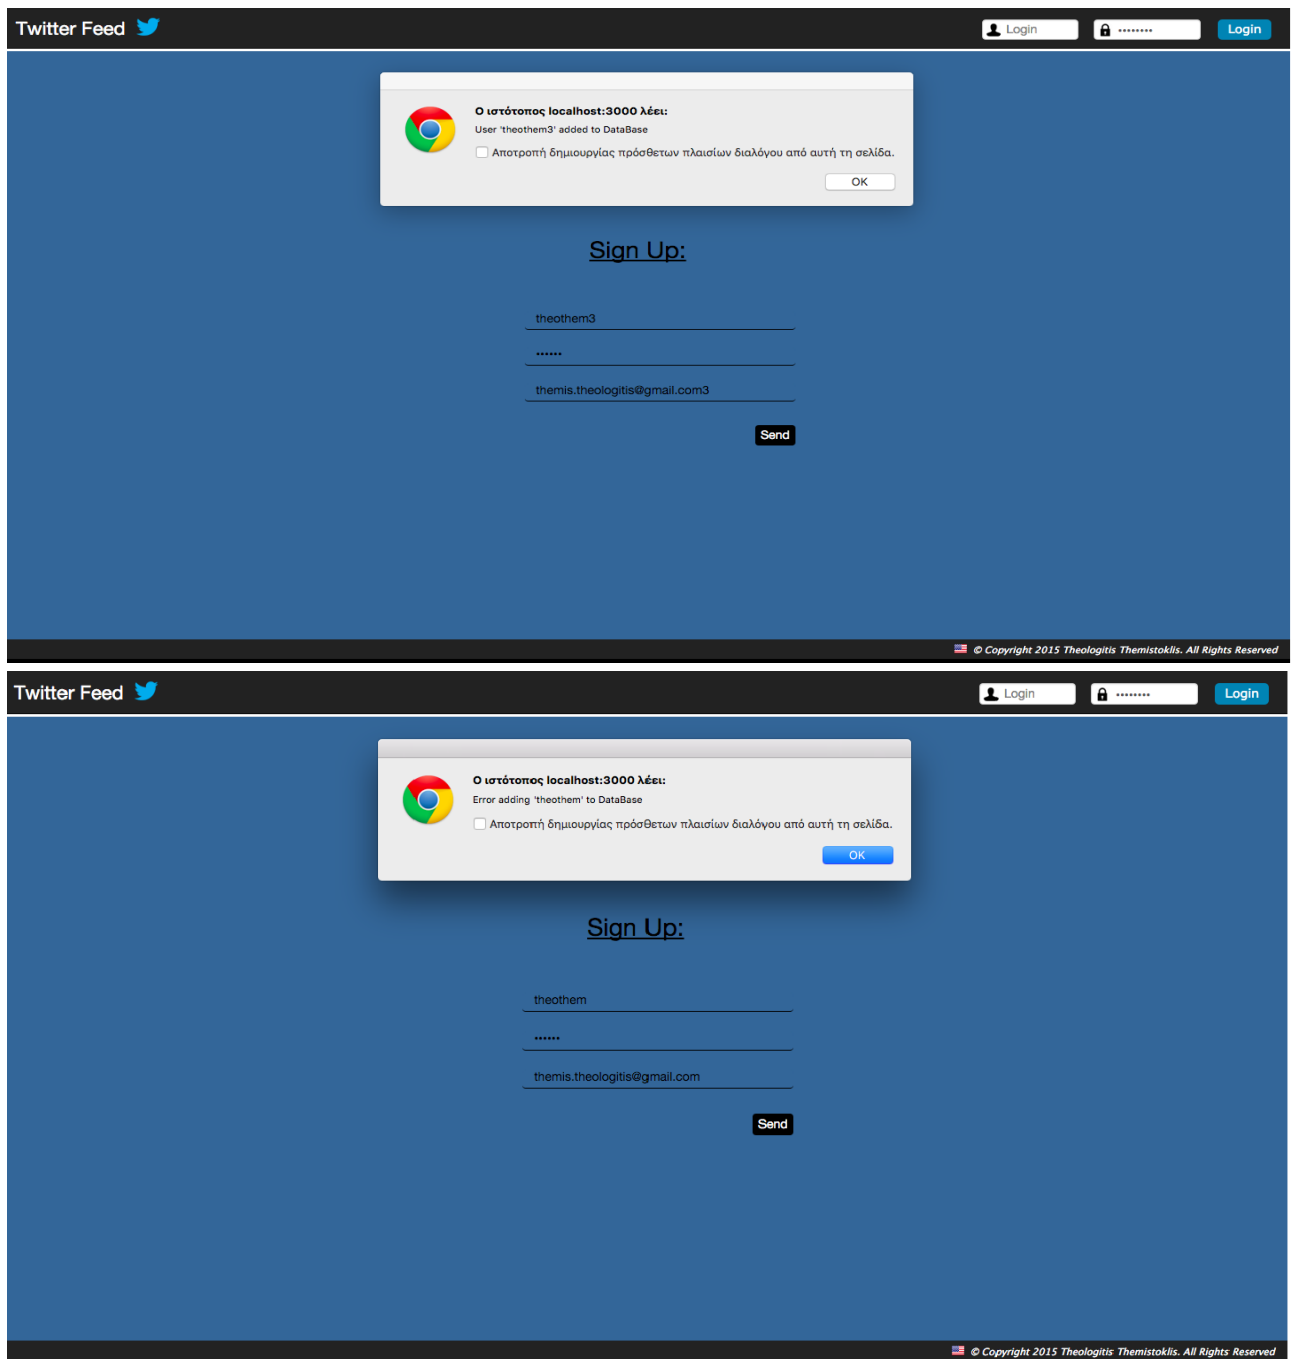 Twitter Feed
Login
••••••••
Login
Ο ιστότοπος localhost:3000 λέει:
User 'theothem3' added to DataBase
Αποτροπή δημιουργίας πρόσθετων πλαισίων διαλόγου από αυτή τη σελίδα.
OK
Sign Up:
theothem3
••••••
themis.theologitis@gmail.com3
Send
© Copyright 2015 Theologitis Themistoklis. All Rights Reserved
Twitter Feed
Login
••••••••
Login
Ο ιστότοπος localhost:3000 λέει:
Error adding 'theothem' to DataBase
Αποτροπή δημιουργίας πρόσθετων πλαισίων διαλόγου από αυτή τη σελίδα.
OK
Sign Up:
theothem
••••••
themis.theologitis@gmail.com
Send
© Copyright 2015 Theologitis Themistoklis. All Rights Reserved